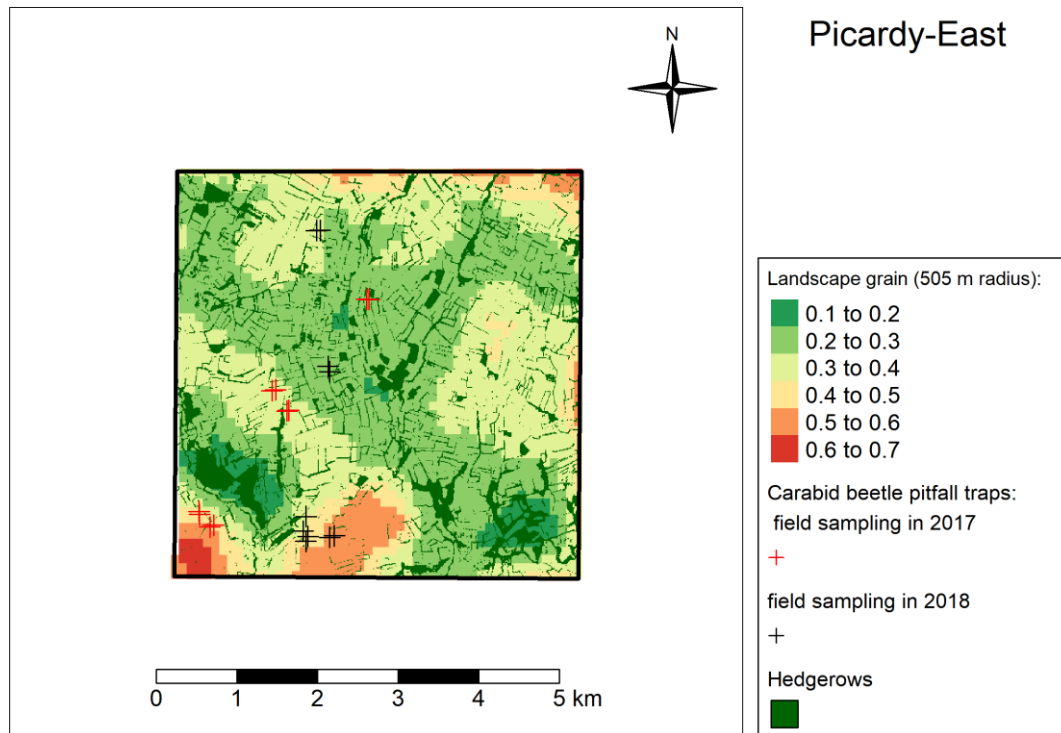 Picardy-East
N
Landscape grain (505 m radius):
0.1 to 0.2
0.2 to 0.3
0.3 to 0.4
0.4 to 0.5
0.5 to 0.6
0.6 to 0.7
Carabid beetle pitfall traps:
field sampling in 2017
field sampling in 2018
Hedgerows
0 1 2 3 4 5 km